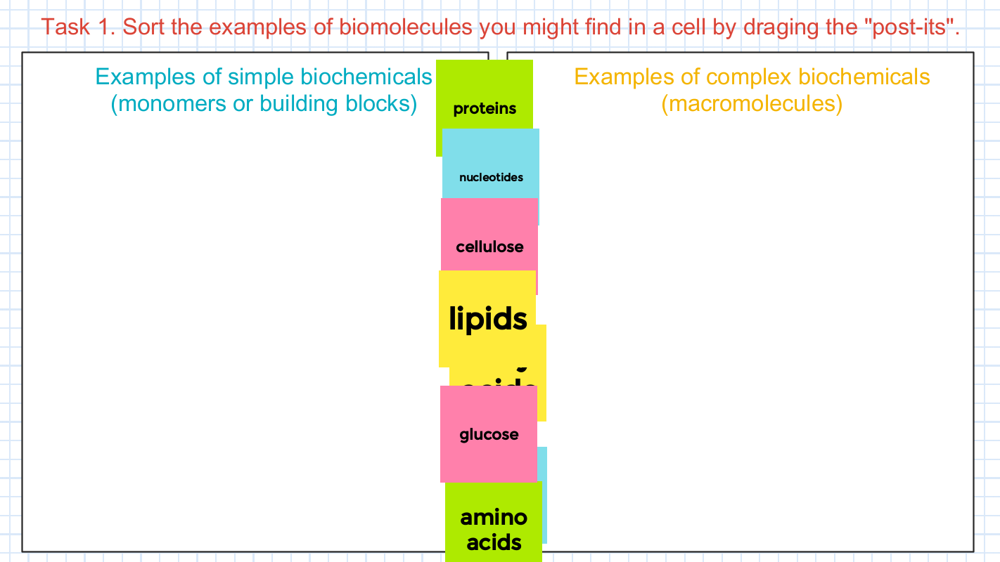 Task 1. Sort the examples of biomolecules you might find in a cell by draging the "post-its".
Examples of simple biochemicals
(monomers or building blocks)
Examples of complex biochemicals
(macromolecules)
proteins
nucleotides
cellulose
lipids
acids
glucose
amino
acids